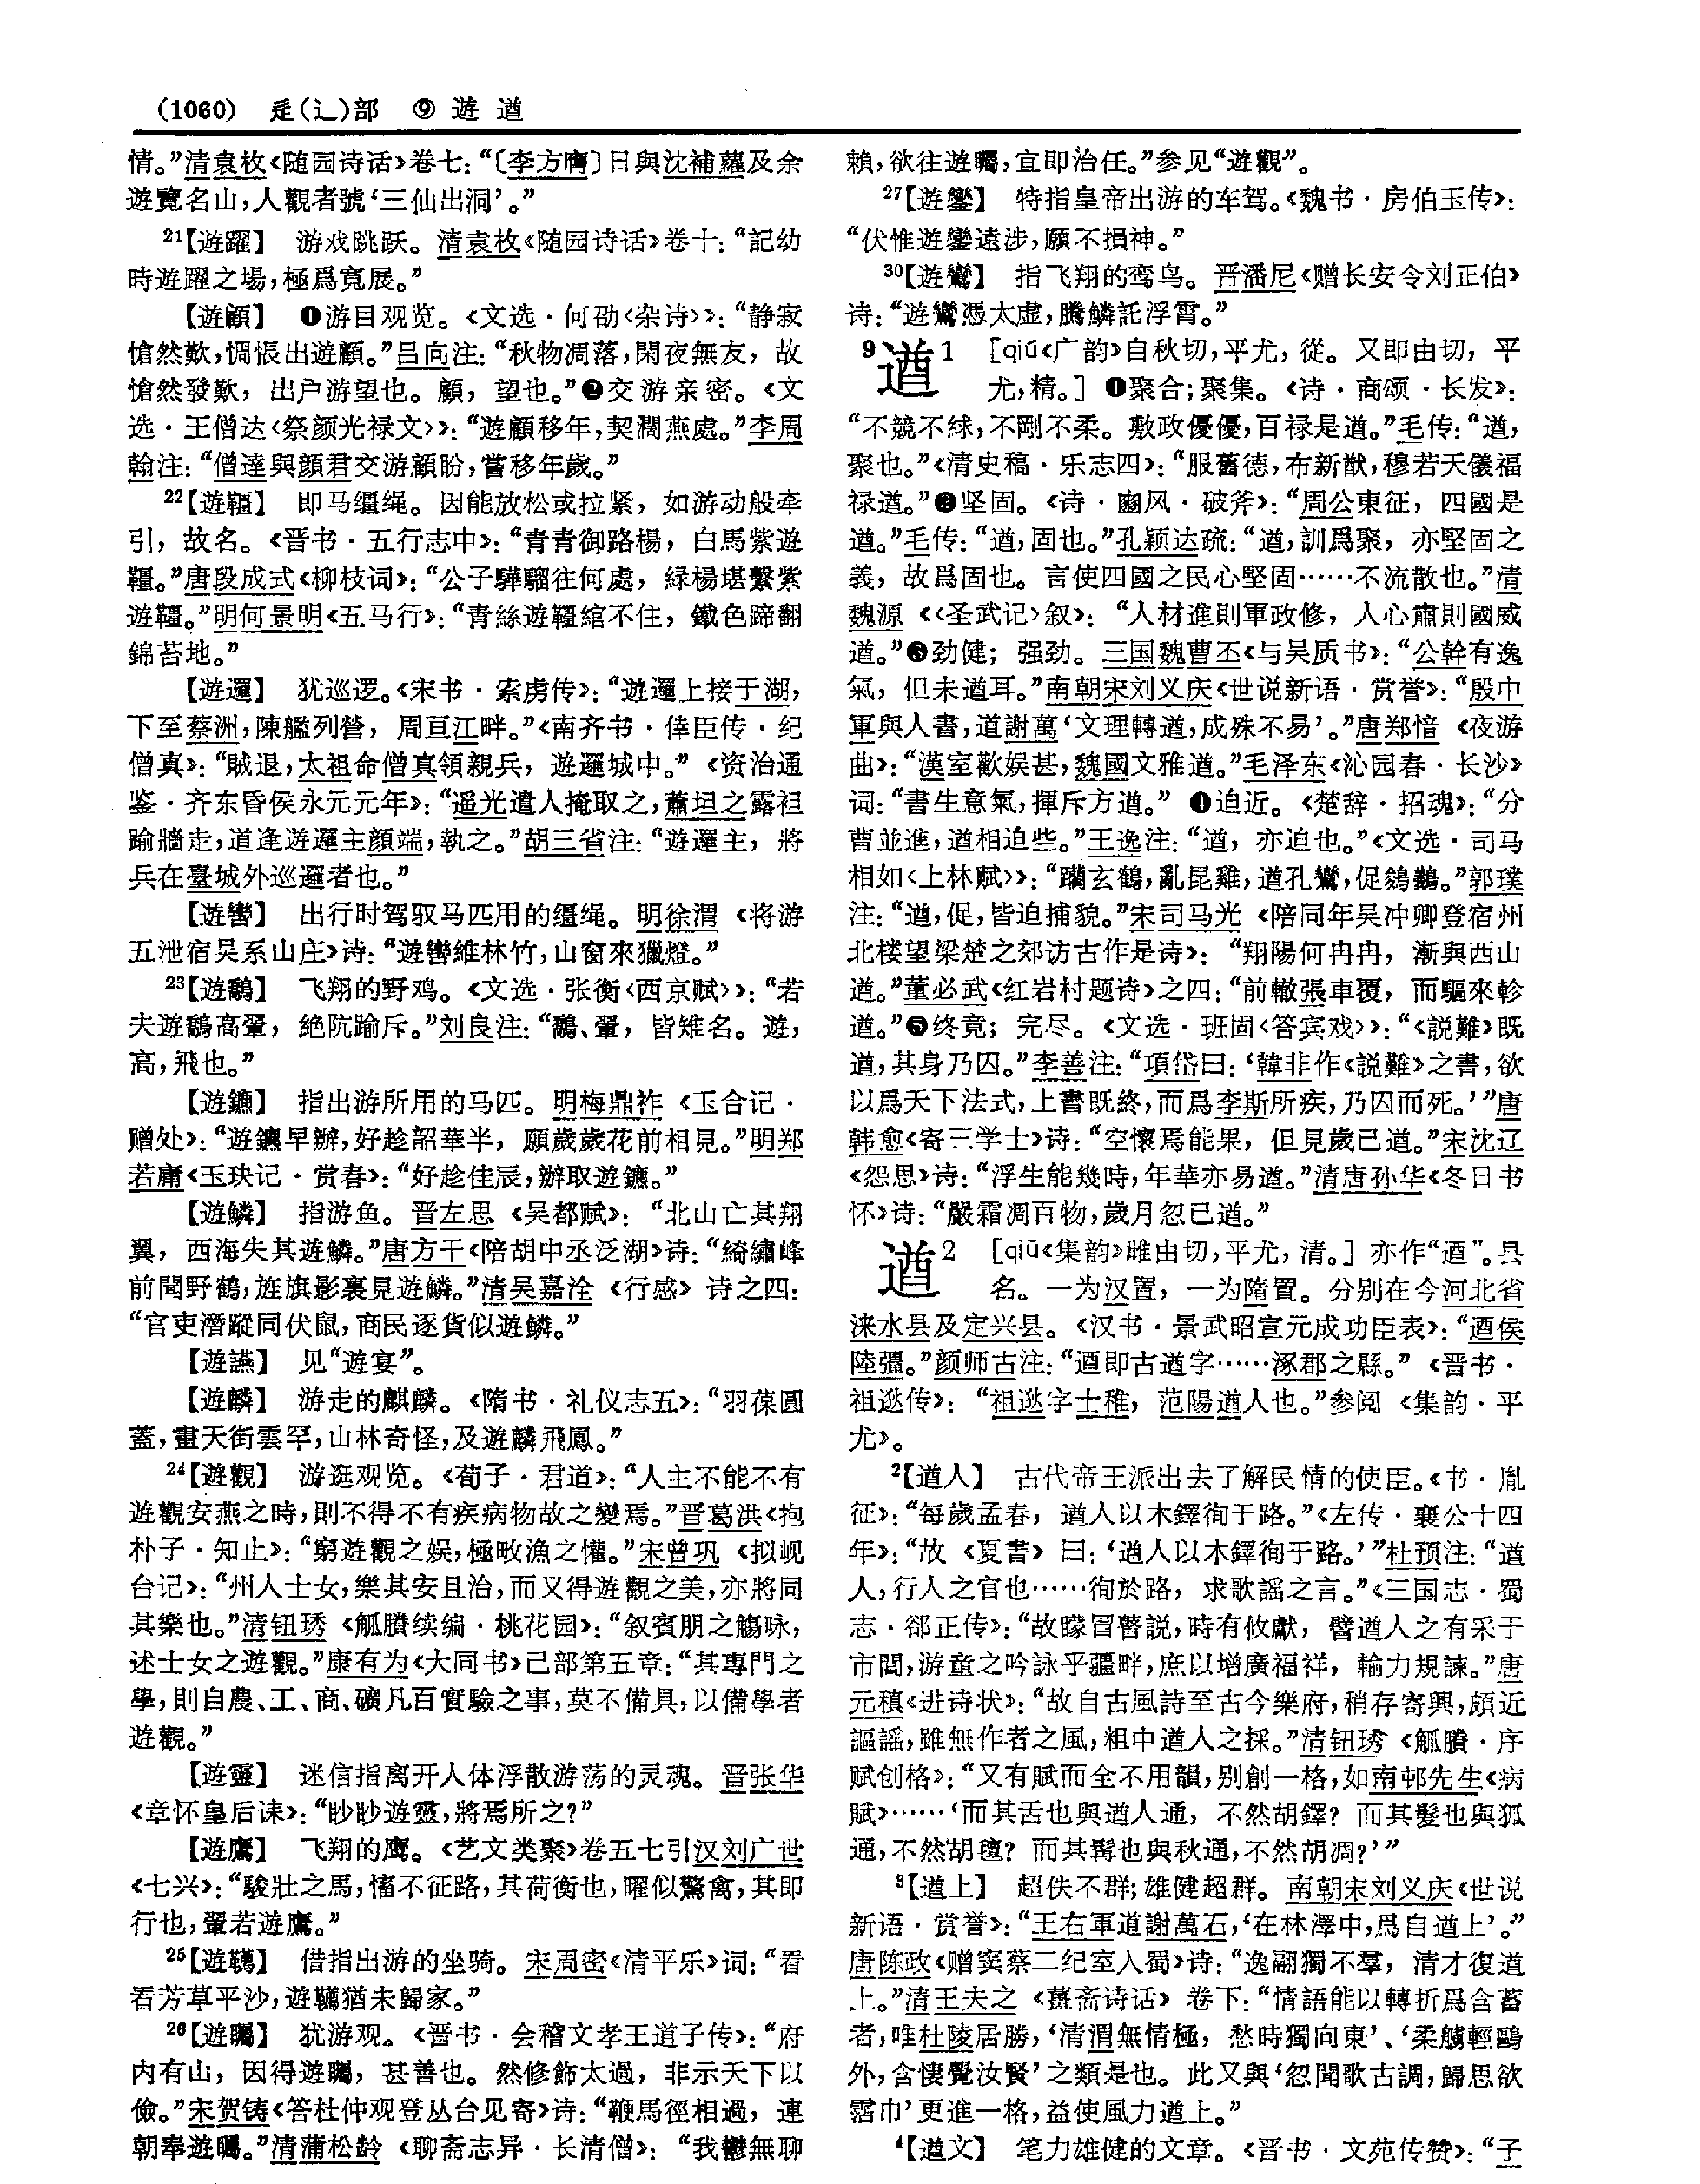 (1060) 辵(辶)部 ⑨ 遊 遒
情。”清袁枚《随园诗话》卷七：“〔李方膺〕日與沈補蘿及余
遊覽名山，人觀者號‘三仙出洞’。”
21【遊躍】 游戏跳跃。清袁枚《随园诗话》卷十：“記幼
時遊躍之場，極爲寬展。”
【遊顧】 ❶游目观览。《文选·何劭〈杂诗〉》：“静寂
愴然歎，惆悵出遊顧。”吕向注：“秋物凋落，閑夜無友，故
愴然發歎，出户游望也。顧，望也。”❷交游亲密。《文
选·王僧达〈祭颜光禄文〉》：“遊顧移年，契闊燕處。”李周
翰注：“僧達與顔君交游顧盼，嘗移年歲。”
22【遊韁】 即马缰绳。因能放松或拉紧，如游动般牵
引，故名。《晋书·五行志中》：“青青御路楊，白馬紫遊
韁。”唐段成式《柳枝词》：“公子驊騮往何處，緑楊堪繫紫
遊韁。”明何景明《五马行》：“青絲遊韁綰不住，鐵色蹄翻
錦苔地。”
【遊邏】 犹巡逻。《宋书·索虏传》：“遊邏上接于湖，
下至蔡洲，陳艦列營，周亘江畔。”《南齐书·倖臣传·纪
僧真》：“賊退，太祖命僧真領親兵，遊邏城中。”《资治通
鉴·齐东昏侯永元元年》：“遥光遣人掩取之，蕭坦之露袒
踰牆走，道逢遊邏主顔端，執之。”胡三省注：“遊邏主，將
兵在臺城外巡邏者也。”
【遊轡】 出行时驾驭马匹用的缰绳。明徐渭《将游
五泄宿吴系山庄》诗：“遊轡維林竹，山窗來獵燈。”
23【遊鷮】 飞翔的野鸡。《文选·张衡〈西京赋〉》：“若
夫遊鷮高翬，絶阬踰斥。”刘良注：“鷮、翬，皆雉名。遊，
高，飛也。”
【遊鑣】 指出游所用的马匹。明梅鼎祚《玉合记·
赠处》：“遊鑣早辦，好趁韶華半，願歲歲花前相見。”明郑
若庸《玉玦记·赏春》：“好趁佳辰，辦取遊鑣。”
【遊鱗】 指游鱼。晋左思《吴都赋》：“北山亡其翔
翼，西海失其遊鱗。”唐方干《陪胡中丞泛湖》诗：“綺繡峰
前聞野鶴，旌旗影裏見遊鱗。”清吴嘉洤《行感》诗之四：
“官吏潛蹤同伏鼠，商民逐貨似遊鱗。”
【遊讌】 见“遊宴”。
【遊麟】 游走的麒麟。《隋书·礼仪志五》：“羽葆圓
蓋，畫天街雲罕，山林奇怪，及遊麟飛鳳。”
24【遊觀】 游逛观览。《荀子·君道》：“人主不能不有
遊觀安燕之時，則不得不有疾病物故之變焉。”晋葛洪《抱
朴子·知止》：“窮遊觀之娱，極畋漁之懽。”宋曾巩《拟岘
台记》：“州人士女，樂其安且治，而又得遊觀之美，亦將同
其樂也。”清钮琇《觚賸续编·桃花园》：“叙賓朋之觴咏，
述士女之遊觀。”康有为《大同书》己部第五章：“其專門之
學，則自農、工、商、礦凡百實驗之事，莫不備具，以備學者
遊觀。”
【遊靈】 迷信指离开人体浮散游荡的灵魂。晋张华
《章怀皇后诔》：“眇眇遊靈，將焉所之？”
【遊鷹】 飞翔的鹰。《艺文类聚》卷五七引汉刘广世
《七兴》：“駿壯之馬，慉不征路，其荷衡也，曜似驚禽，其即
行也，翬若遊鷹。”
25【遊韉】 借指出游的坐骑。宋周密《清平乐》词：“看
看芳草平沙，遊韉猶未歸家。”
26【遊矚】 犹游观。《晋书·会稽文孝王道子传》：“府
内有山，因得遊矚，甚善也。然修飾太過，非示天下以
儉。”宋贺铸《答杜仲观登丛台见寄》诗：“鞭馬徑相過，連
朝奉遊矚。”清蒲松龄《聊斋志异·长清僧》：“我鬱無聊
賴，欲往遊矚，宜即治任。”参见“遊觀”。
27【遊鑾】 特指皇帝出游的车驾。《魏书·房伯玉传》：
“伏惟遊鑾遠涉，願不損神。”
30【遊鸞】 指飞翔的鸾鸟。晋潘尼《赠长安令刘正伯》
诗：“遊鸞憑太虚，騰鱗託浮霄。”
9遒1 ［qiú《广韵》自秋切，平尤，從。又即由切，平
尤，精。］❶聚合；聚集。《诗·商颂·长发》：
“不競不絿，不剛不柔。敷政優優，百禄是遒。”毛传：“遒，
聚也。”《清史稿·乐志四》：“服舊德，布新猷，穆若天儀福
禄遒。”❷坚固。《诗·豳风·破斧》：“周公東征，四國是
遒。”毛传：“遒，固也。”孔颖达疏：“遒，訓爲聚，亦堅固之
義，故爲固也。言使四國之民心堅固……不流散也。”清
魏源《〈圣武记〉叙》：“人材進則軍政修，人心肅則國威
遒。”❸劲健；强劲。三国魏曹丕《与吴质书》：“公幹有逸
氣，但未遒耳。”南朝宋刘义庆《世说新语·赏誉》：“殷中
軍與人書，道謝萬‘文理轉遒，成殊不易’。”唐郑愔《夜游
曲》：“漢室歡娱甚，魏國文雅遒。”毛泽东《沁园春·长沙》
词：“書生意氣，揮斥方遒。”❹迫近。《楚辞·招魂》：“分
曹並進，遒相迫些。”王逸注：“遒，亦迫也。”《文选·司马
相如〈上林赋〉》：“躪玄鶴，亂昆雞，遒孔鸞，促鵕鸃。”郭璞
注：“遒，促，皆迫捕貌。”宋司马光《陪同年吴冲卿登宿州
北楼望梁楚之郊访古作是诗》：“翔陽何冉冉，漸與西山
遒。”董必武《红岩村题诗》之四：“前轍張車覆，而驅來軫
遒。”❺终竟；完尽。《文选·班固〈答宾戏〉》：“《説難》既
遒，其身乃囚。”李善注：“項岱曰：‘韓非作《説難》之書，欲
以爲天下法式，上書既終，而爲李斯所疾，乃囚而死。’”唐
韩愈《寄三学士》诗：“空懷焉能果，但見歲已遒。”宋沈辽
《怨思》诗：“浮生能幾時，年華亦易遒。”清唐孙华《冬日书
怀》诗：“嚴霜凋百物，歲月忽已遒。”
遒2 ［qiū《集韵》雌由切，平尤，清。］亦作“逎”。县
名。一为汉置，一为隋置。分别在今河北省
涞水县及定兴县。《汉书·景武昭宣元成功臣表》：“逎侯
陸彊。”颜师古注：“逎即古遒字……涿郡之縣。”《晋书·
祖逖传》：“祖逖字士稚，范陽遒人也。”参阅《集韵·平
尤》。
2【遒人】 古代帝王派出去了解民情的使臣。《书·胤
征》：“每歲孟春，遒人以木鐸徇于路。”《左传·襄公十四
年》：“故《夏書》曰：‘遒人以木鐸徇于路。’”杜预注：“遒
人，行人之官也……徇於路，求歌謡之言。”《三国志·蜀
志·郤正传》：“故矇冒瞽説，時有攸獻，譬遒人之有采于
市閭，游童之吟詠乎疆畔，庶以增廣福祥，輸力規諫。”唐
元稹《进诗状》：“故自古風詩至古今樂府，稍存寄興，頗近
謳謡，雖無作者之風，粗中遒人之採。”清钮琇《觚賸·序
赋创格》：“又有賦而全不用韻，别創一格，如南邨先生《病
賦》……‘而其舌也與遒人通，不然胡鐸？而其髮也與狐
通，不然胡氊？而其髯也與秋通，不然胡凋？’”
3【遒上】 超佚不群；雄健超群。南朝宋刘义庆《世说
新语·赏誉》：“王右軍道謝萬石，‘在林澤中，爲自遒上’。”
唐陈政《赠窦蔡二纪室入蜀》诗：“逸翮獨不羣，清才復遒
上。”清王夫之《薑斋诗话》卷下：“情語能以轉折爲含蓄
者，唯杜陵居勝，‘清渭無情極，愁時獨向東’、‘柔艣輕鷗
外，含悽覺汝賢’之類是也。此又與‘忽聞歌古調，歸思欲
霑巾’更進一格，益使風力遒上。”
4【遒文】 笔力雄健的文章。《晋书·文苑传赞》：“子